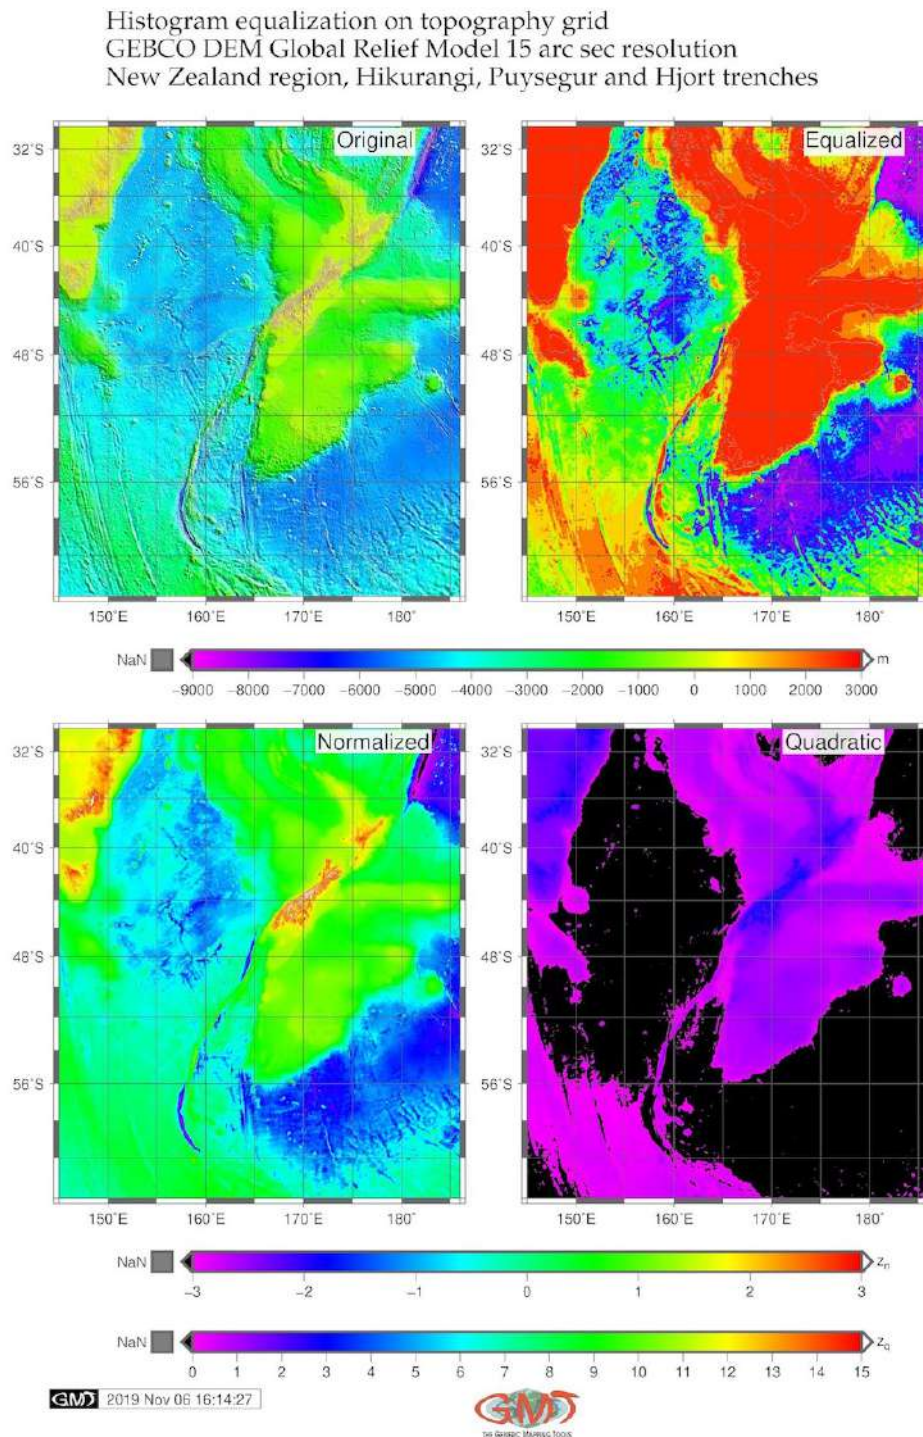 Histogram equalization on topography grid
GEBCO DEM Global Relief Model 15 arc sec resolution
New Zealand region, Hikurangi, Puysegur and Hjort trenches
Original
Equalized
32°S
32°S
40°S
40°S
48°S
48°S
56°S
56°S
150°E 160°E 170°E 180°
150°E 160°E 170°E 180°
NaN m
−9000 −8000 −7000 −6000 −5000 −4000 −3000 −2000 −1000 0 1000 2000 3000
Normalized
Quadratic
32°S
32°S
40°S
40°S
48°S
48°S
56°S
56°S
150°E 160°E 170°E 180°
150°E 160°E 170°E 180°
NaN zn
−3 −2 −1 0 1 2 3
NaN zq
0 1 2 3 4 5 6 7 8 9 10 11 12 13 14 15
GMT 2019 Nov 06 16:14:27
GMT
THE GENERIC MAPPING TOOLS